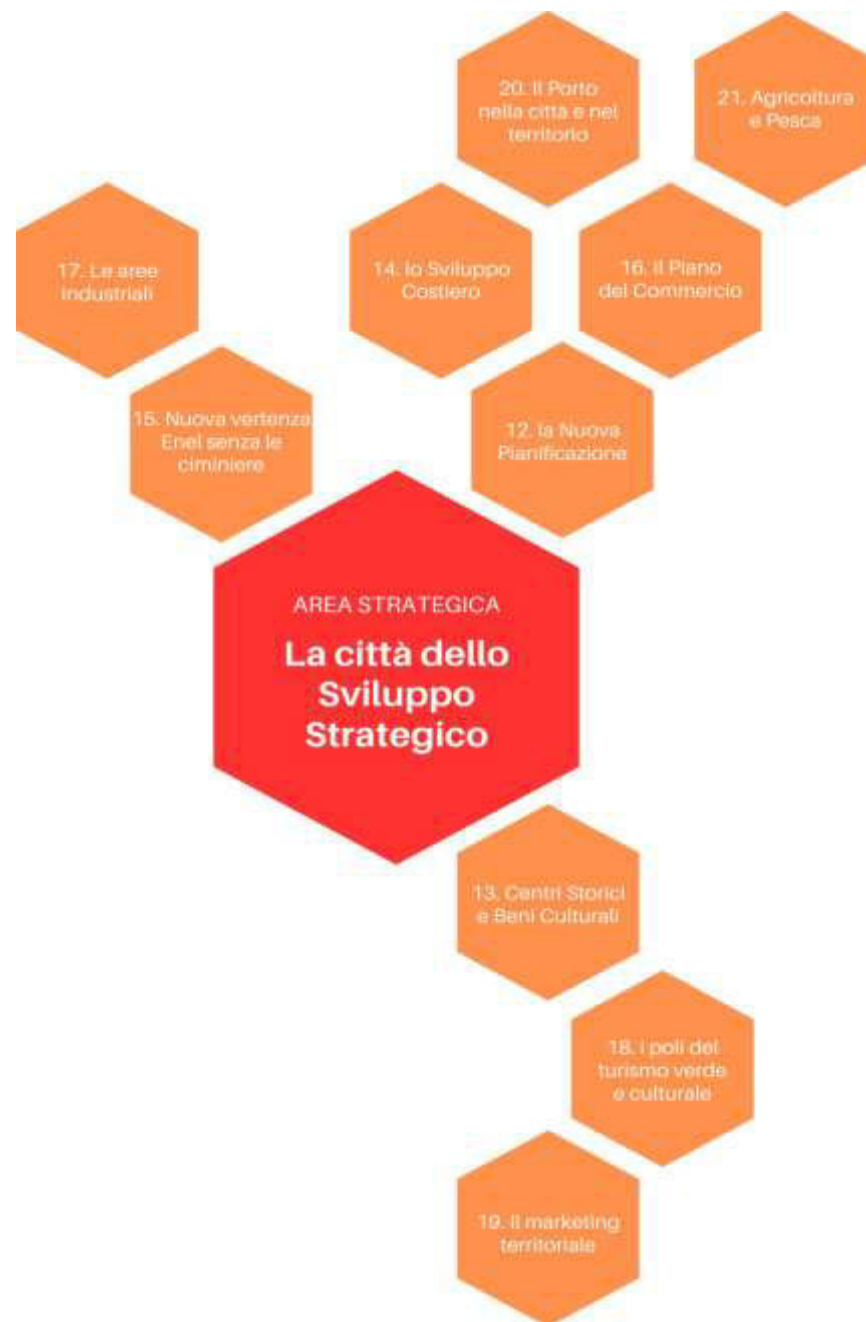 20. Il Porto
nella città e nel
territorio
21. Agricoltura
e Pesca
17. Le aree
industriali
14. lo Sviluppo
Costiero
16. Il Piano
del Commercio
15. Nuova vertenza
Enel senza le
ciminiere
12. la Nuova
Pianificazione
AREA STRATEGICA
La città dello
Sviluppo
Strategico
13. Centri Storici
e Beni Culturali
18. i poli del
turismo verde
e culturale
19. il marketing
territoriale